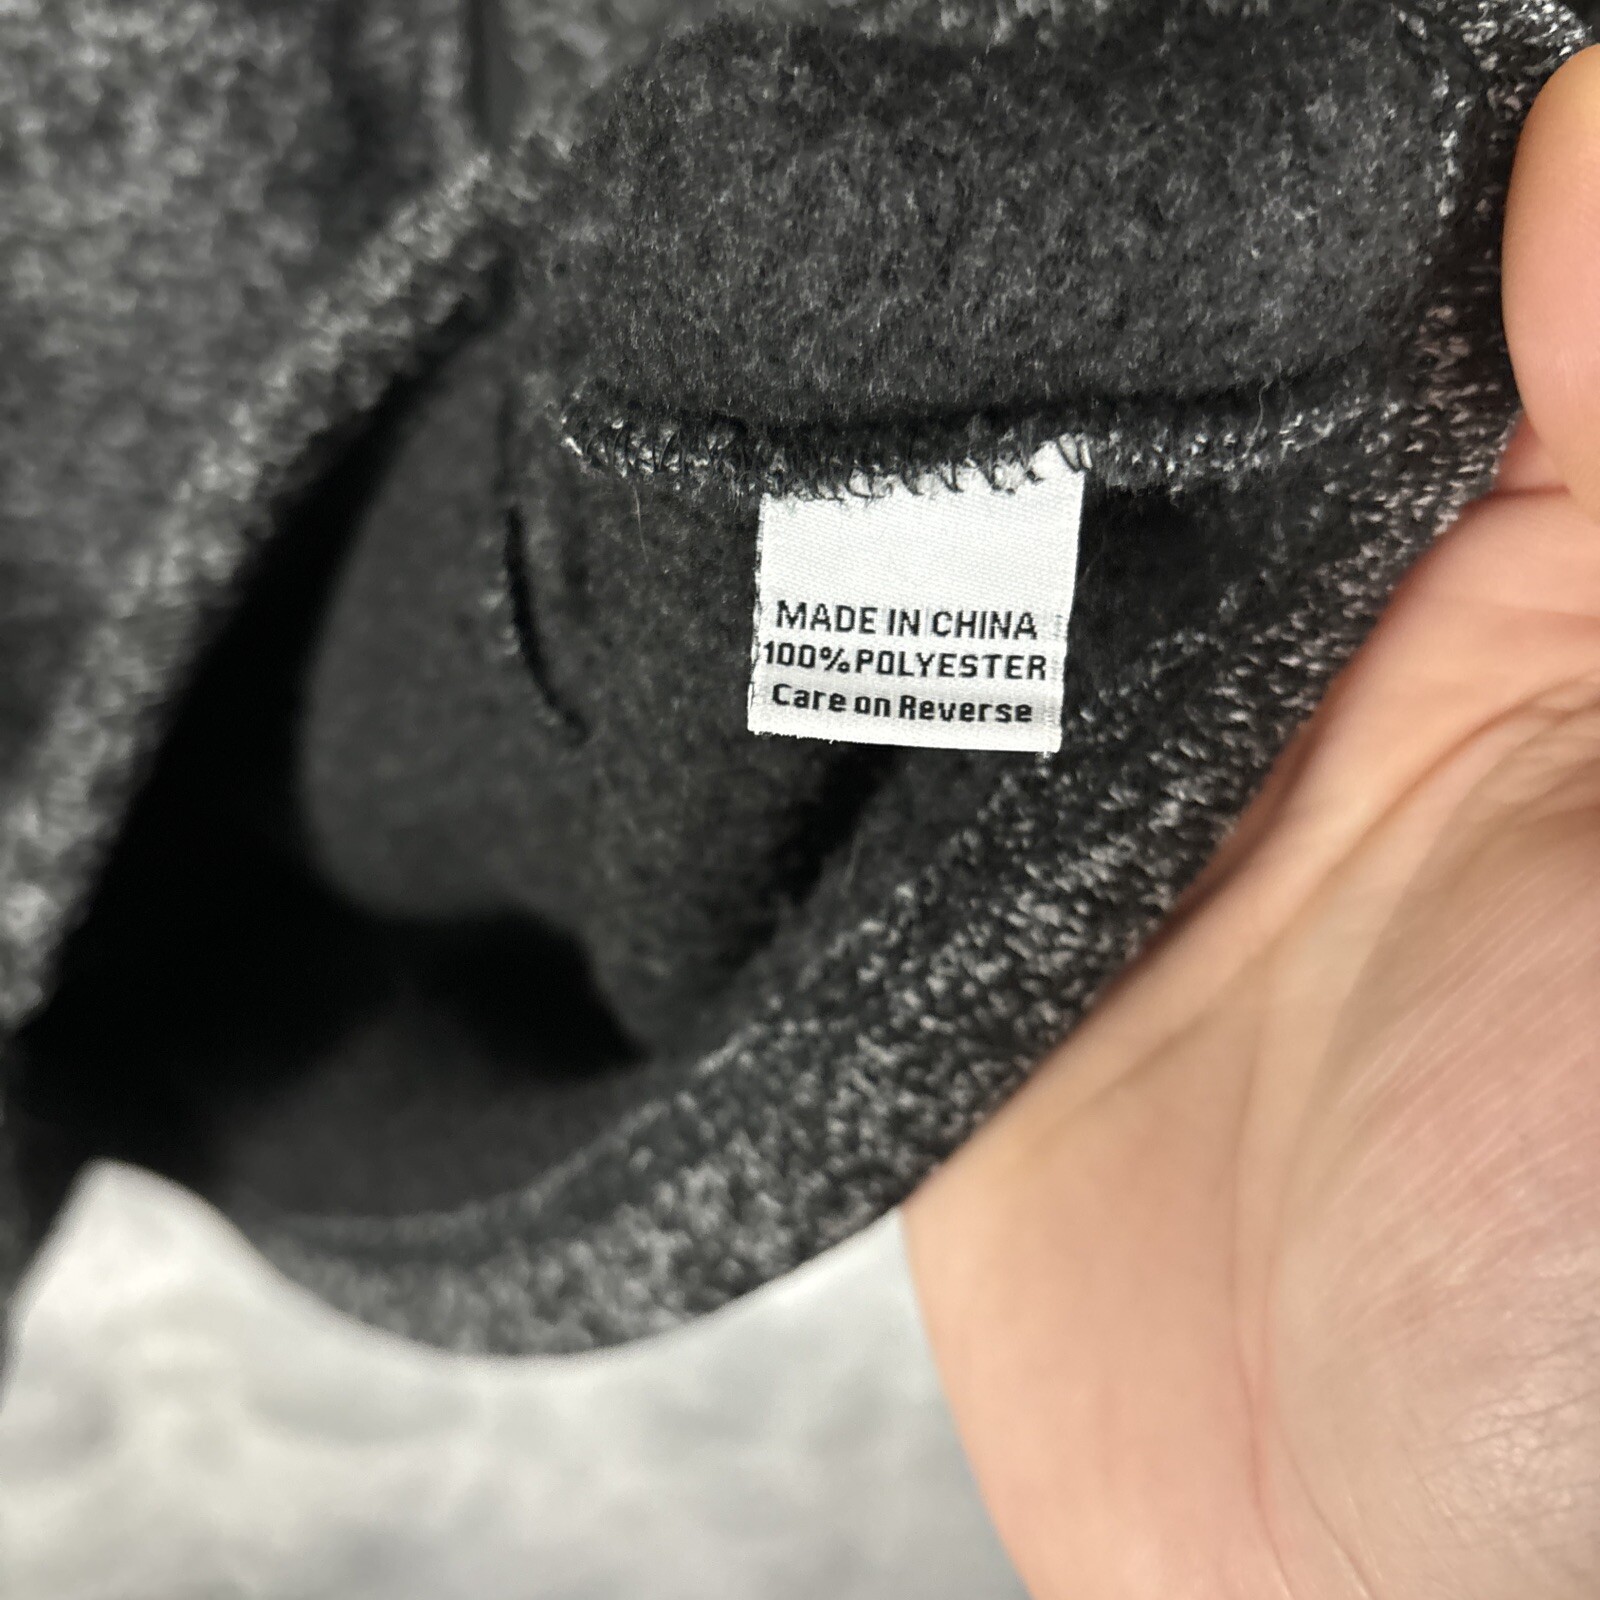 MADE IN CHINA
100%POLYESTER
Care on Reverse